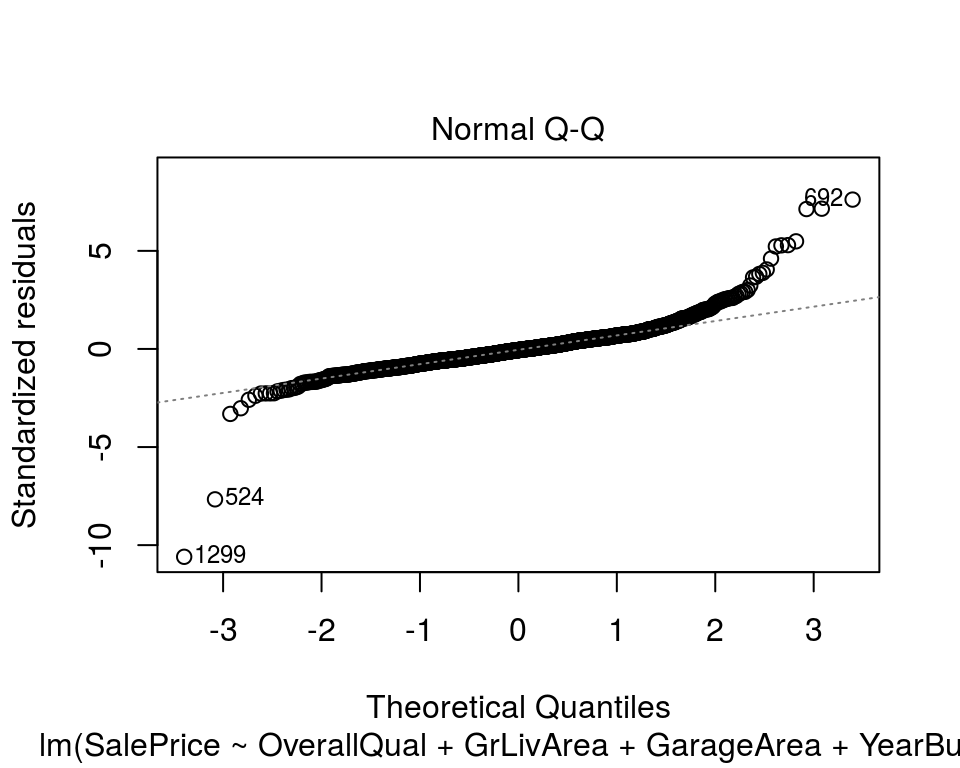 Normal Q-Q
Standardized residuals
5
0
-5
-10
692
524
1299
-3 -2 -1 0 1 2 3
Theoretical Quantiles
lm(SalePrice ~ OverallQual + GrLivArea + GarageArea + YearBu